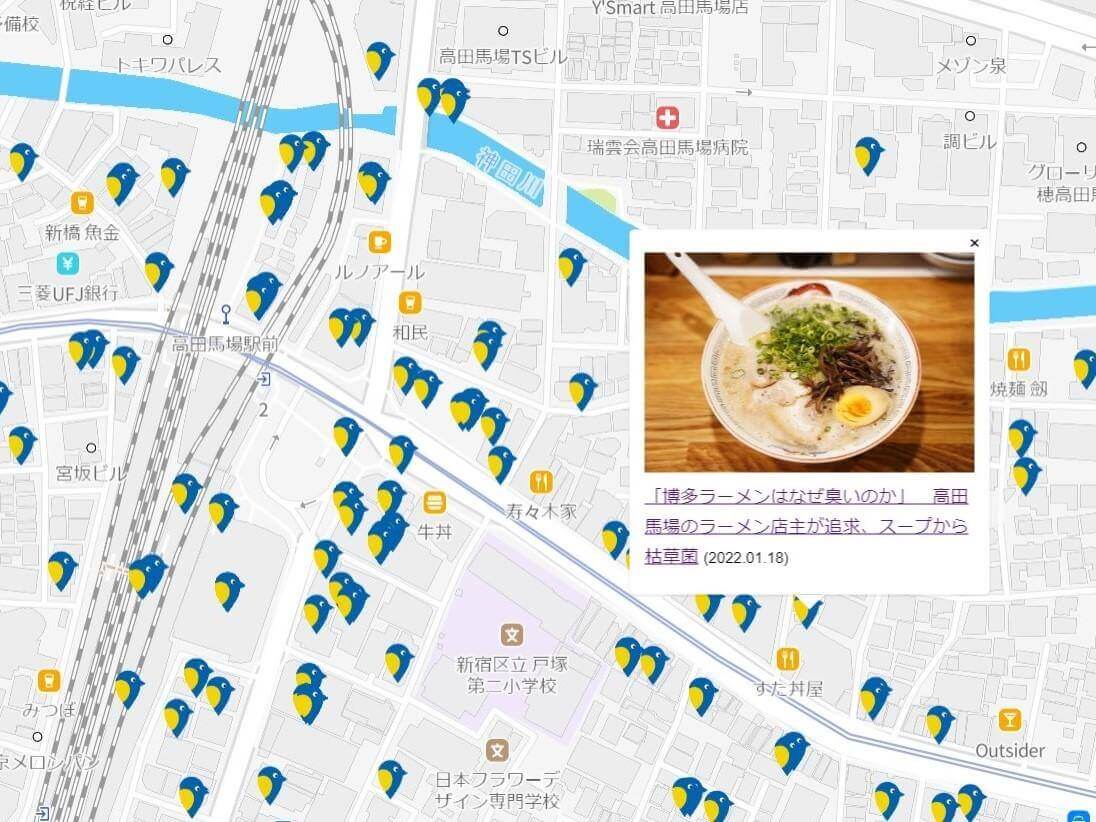 Y'Smart 高田馬場店
高田馬場TSビル
トキワパレス
メゾン泉
調ビル
瑞雲会高田馬場病院
神田川
新橋 魚金
三菱UFJ銀行
ルノアール
和民
高田馬場駅前
2
宮坂ビル
牛丼
寿々木家
焼麺 劔
×
「博多ラーメンはなぜ臭いのか」 高田
馬場のラーメン店主が追求、スープから
枯草菌 (2022.01.18)
新宿区立 戸塚
第二小学校
すた丼屋
Outsider
みつぼ
京メロンパン
日本フラワーデ
ザイン専門学校